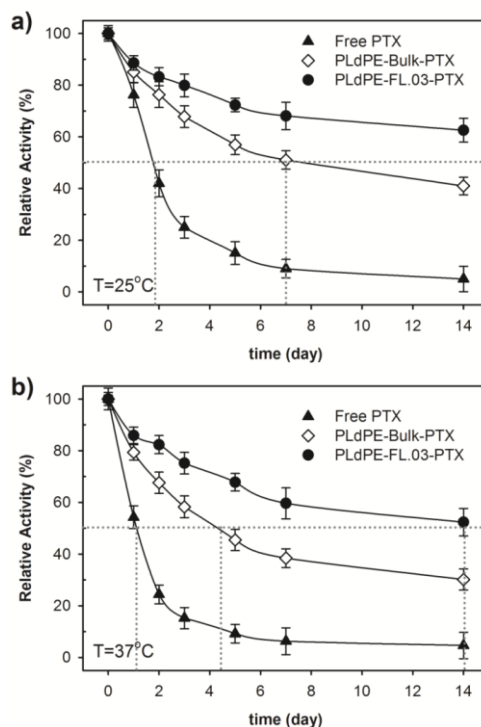 a)
Relative Activity (%)
100
80
60
40
20
0
Free PTX
PLdPE-Bulk-PTX
PLdPE-FL.03-PTX
T=25°C
0 2 4 6 8 10 12 14
time (day)
b)
Relative Activity (%)
100
80
60
40
20
0
Free PTX
PLdPE-Bulk-PTX
PLdPE-FL.03-PTX
T=37°C
0 2 4 6 8 10 12 14
time (day)